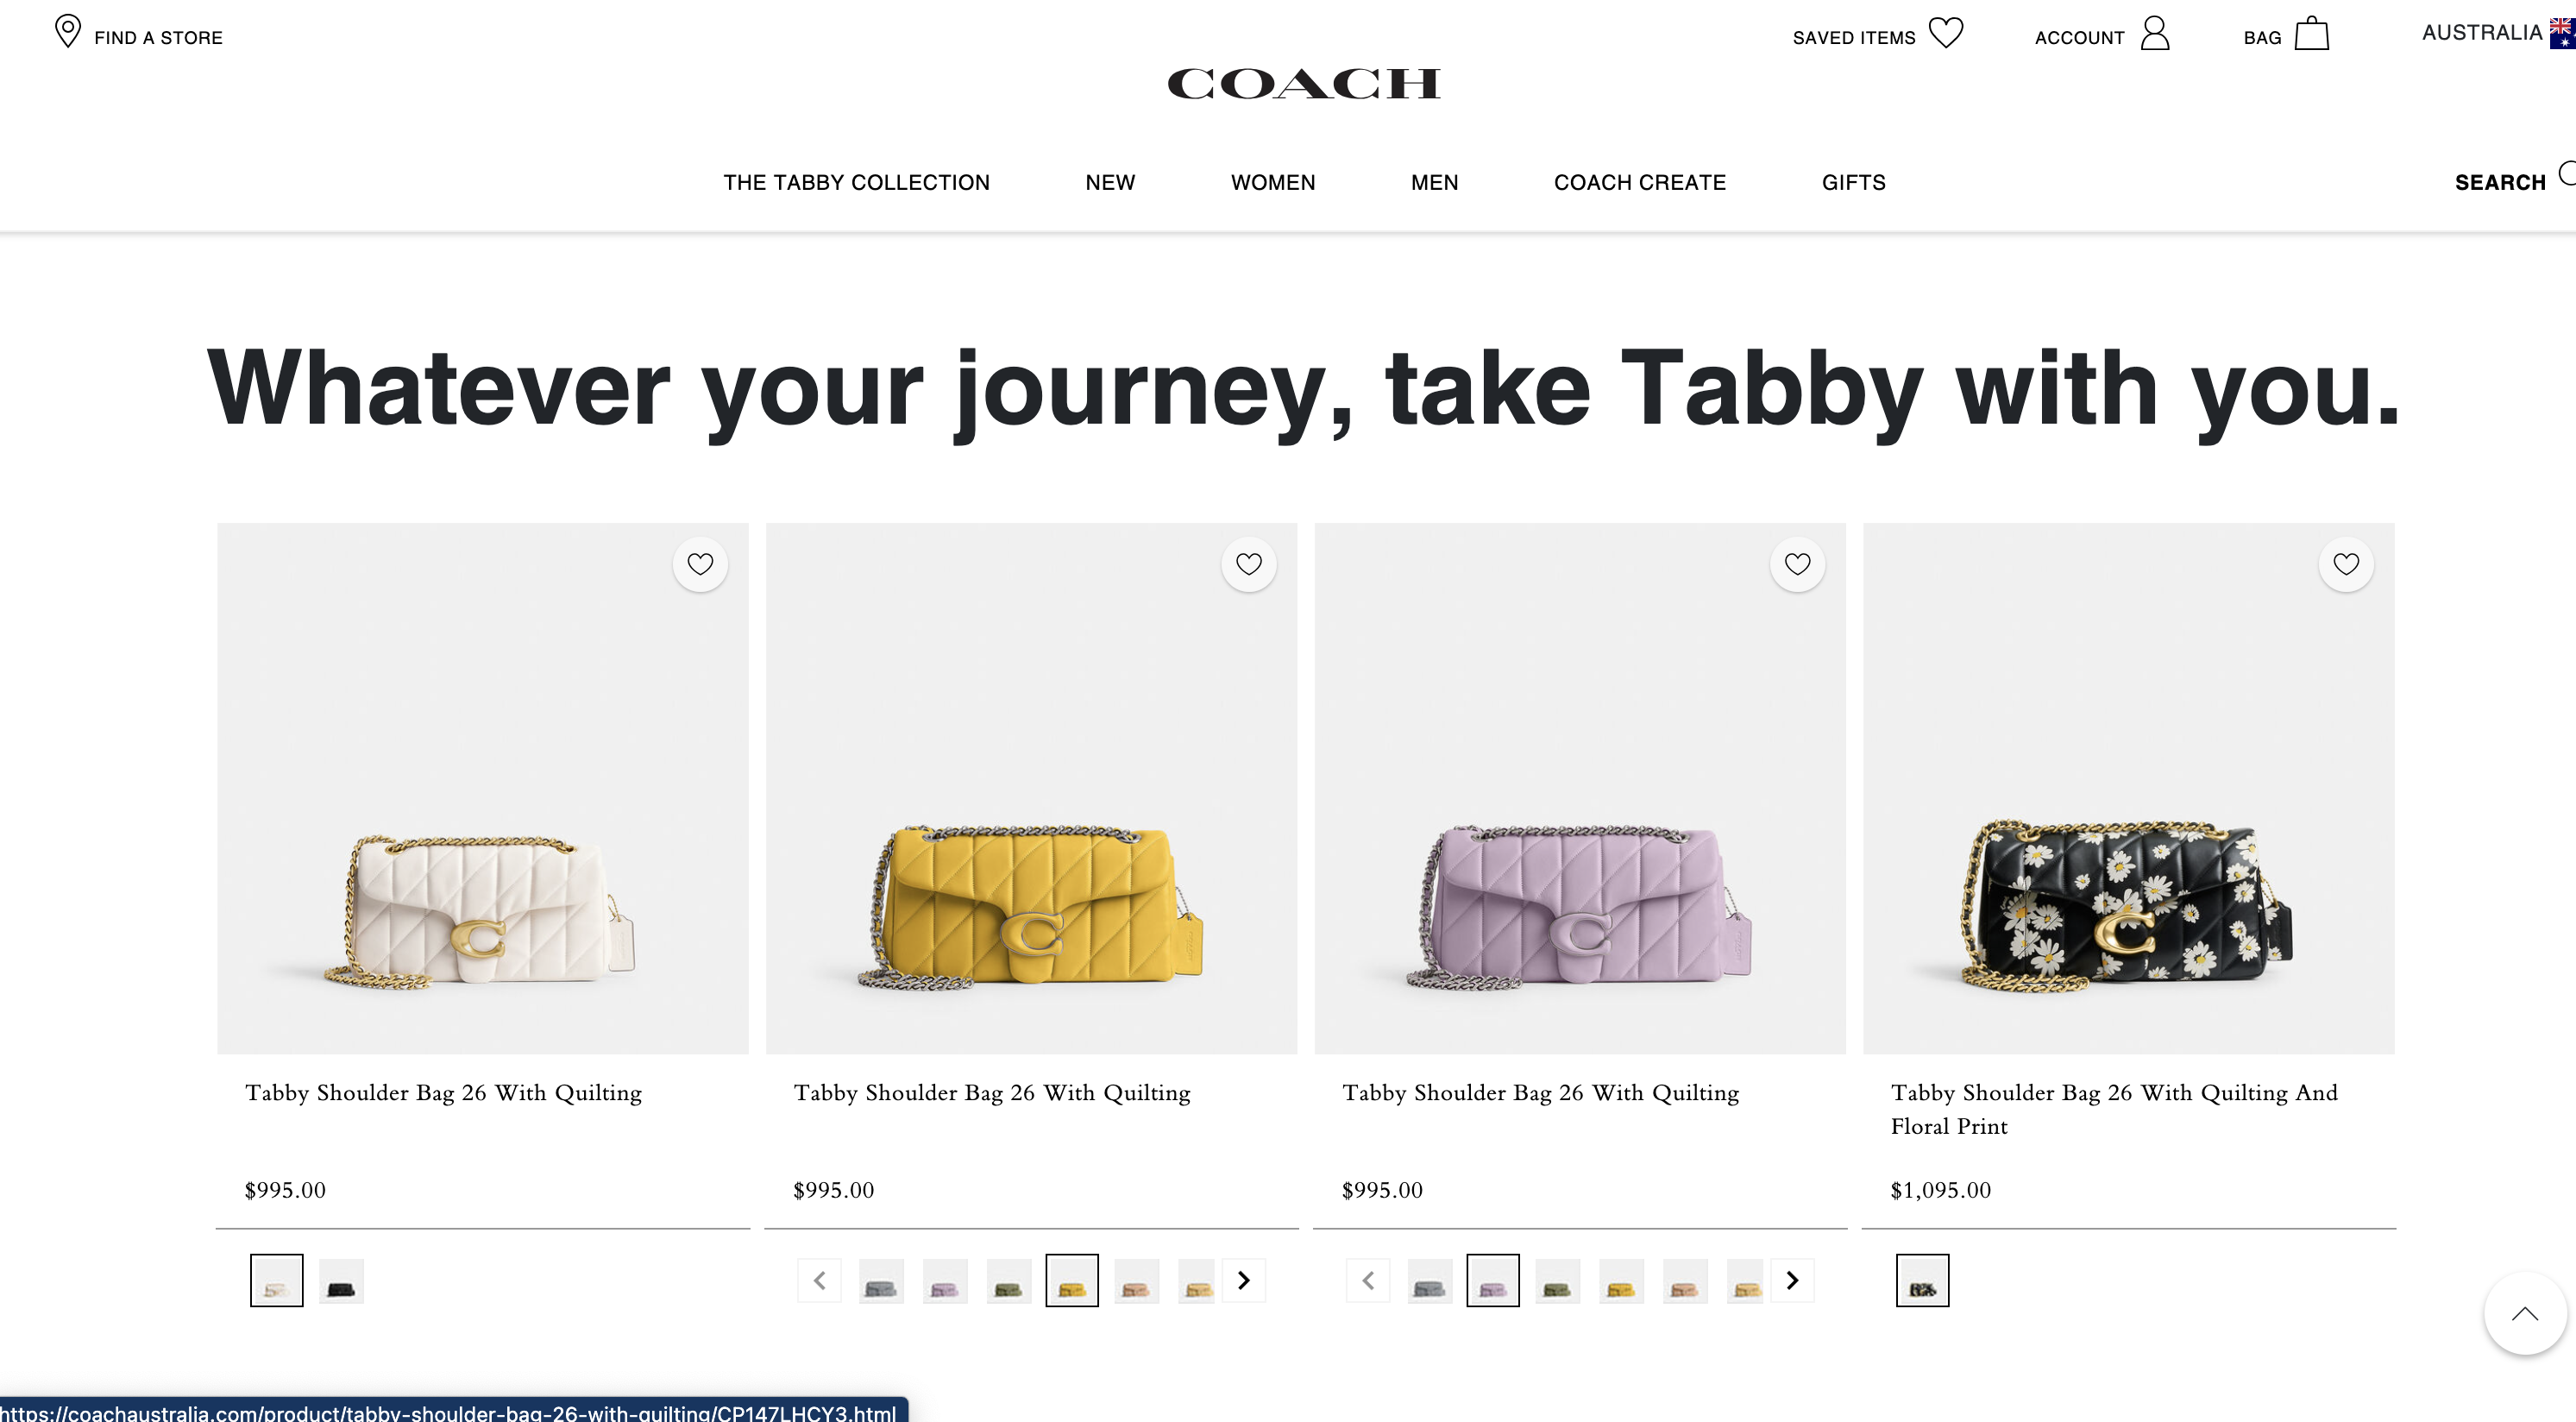 FIND A STORE
SAVED ITEMS
ACCOUNT
BAG
AUSTRALIA
COACH
THE TABBY COLLECTION
NEW
WOMEN
MEN
COACH CREATE
GIFTS
SEARCH
Whatever your journey, take Tabby with you.
Tabby Shoulder Bag 26 With Quilting
$995.00
Tabby Shoulder Bag 26 With Quilting
$995.00
Tabby Shoulder Bag 26 With Quilting
$995.00
Tabby Shoulder Bag 26 With Quilting And
Floral Print
$1,095.00
https://coachaustralia.com/product/tabby-shoulder-bag-26-with-quilting/CP147LHCY3.html